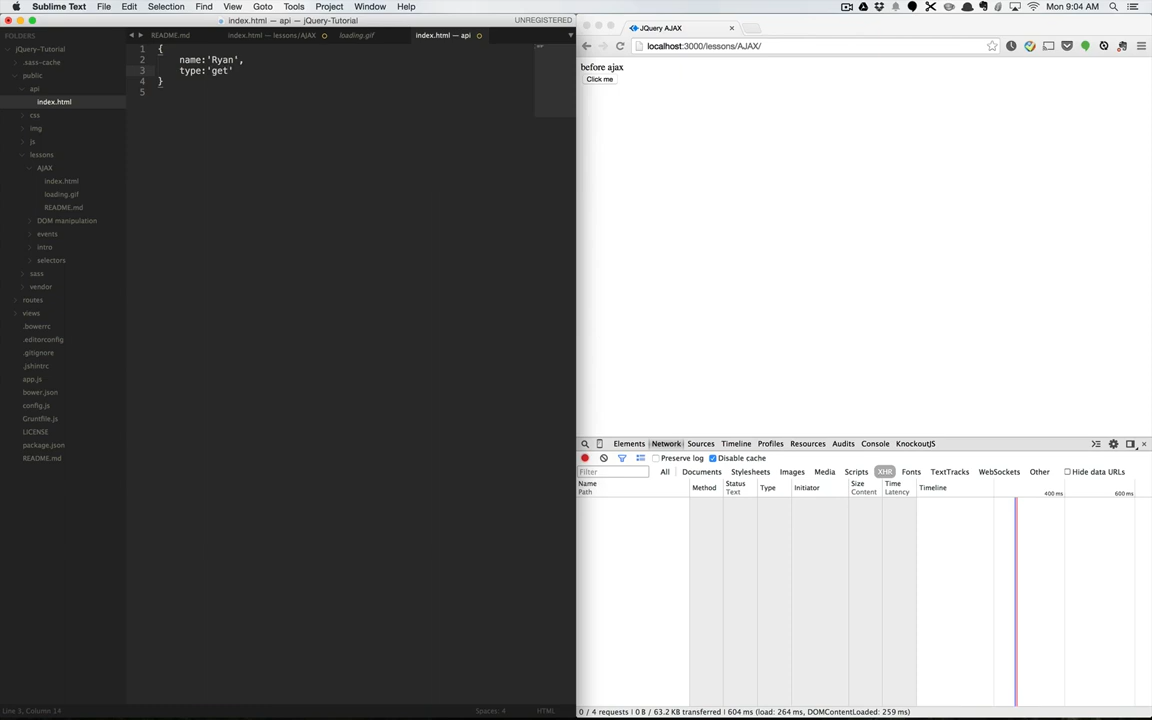 Sublime Text File Edit Selection Find View Goto Tools Project Window Help
Mon 9:04 AM
index.html — api — jQuery-Tutorial
UNREGISTERED
FOLDERS
jQuery-Tutorial
.sass-cache
public
api
index.html
css
img
js
lessons
AJAX
index.html
loading.gif
README.md
DOM manipulation
events
intro
selectors
sass
vendor
routes
views
.bowerrc
.editorconfig
.gitignore
.jshintrc
app.js
bower.json
config.js
Gruntfile.js
LICENSE
package.json
README.md
README.md
index.html — lessons/AJAX
loading.gif
index.html — api
1 {
2 name:'Ryan',
3 type:'get'
4 }
5
Line 3, Column 14
Spaces: 4
HTML
JQuery AJAX
localhost:3000/lessons/AJAX/
before ajax
Click me
Elements Network Sources Timeline Profiles Resources Audits Console KnockoutJS
Preserve log Disable cache
Filter All Documents Stylesheets Images Media Scripts XHR Fonts TextTracks WebSockets Other Hide data URLs
Name Path Method Status Text Type Initiator Size Content Time Latency Timeline 400 ms 600 ms
0 / 4 requests | 0 B / 63.2 KB transferred | 604 ms (load: 264 ms, DOMContentLoaded: 259 ms)